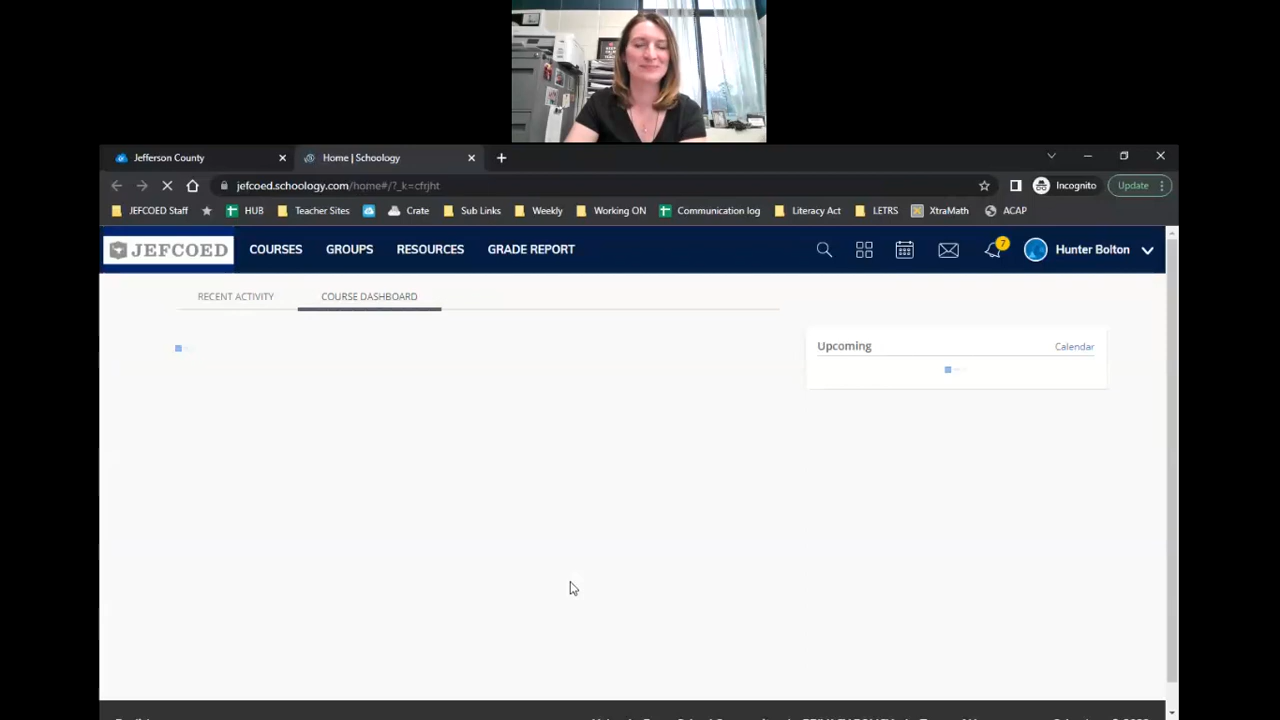 Jefferson County
Home | Schoology
jefcoed.schoology.com/home#/?_k=cfrjht
Incognito
Update
JEFCOED Staff
HUB
Teacher Sites
Crate
Sub Links
Weekly
Working ON
Communication log
Literacy Act
LETRS
XtraMath
ACAP
JEFCOED
COURSES
GROUPS
RESOURCES
GRADE REPORT
7
Hunter Bolton
RECENT ACTIVITY
COURSE DASHBOARD
Upcoming
Calendar